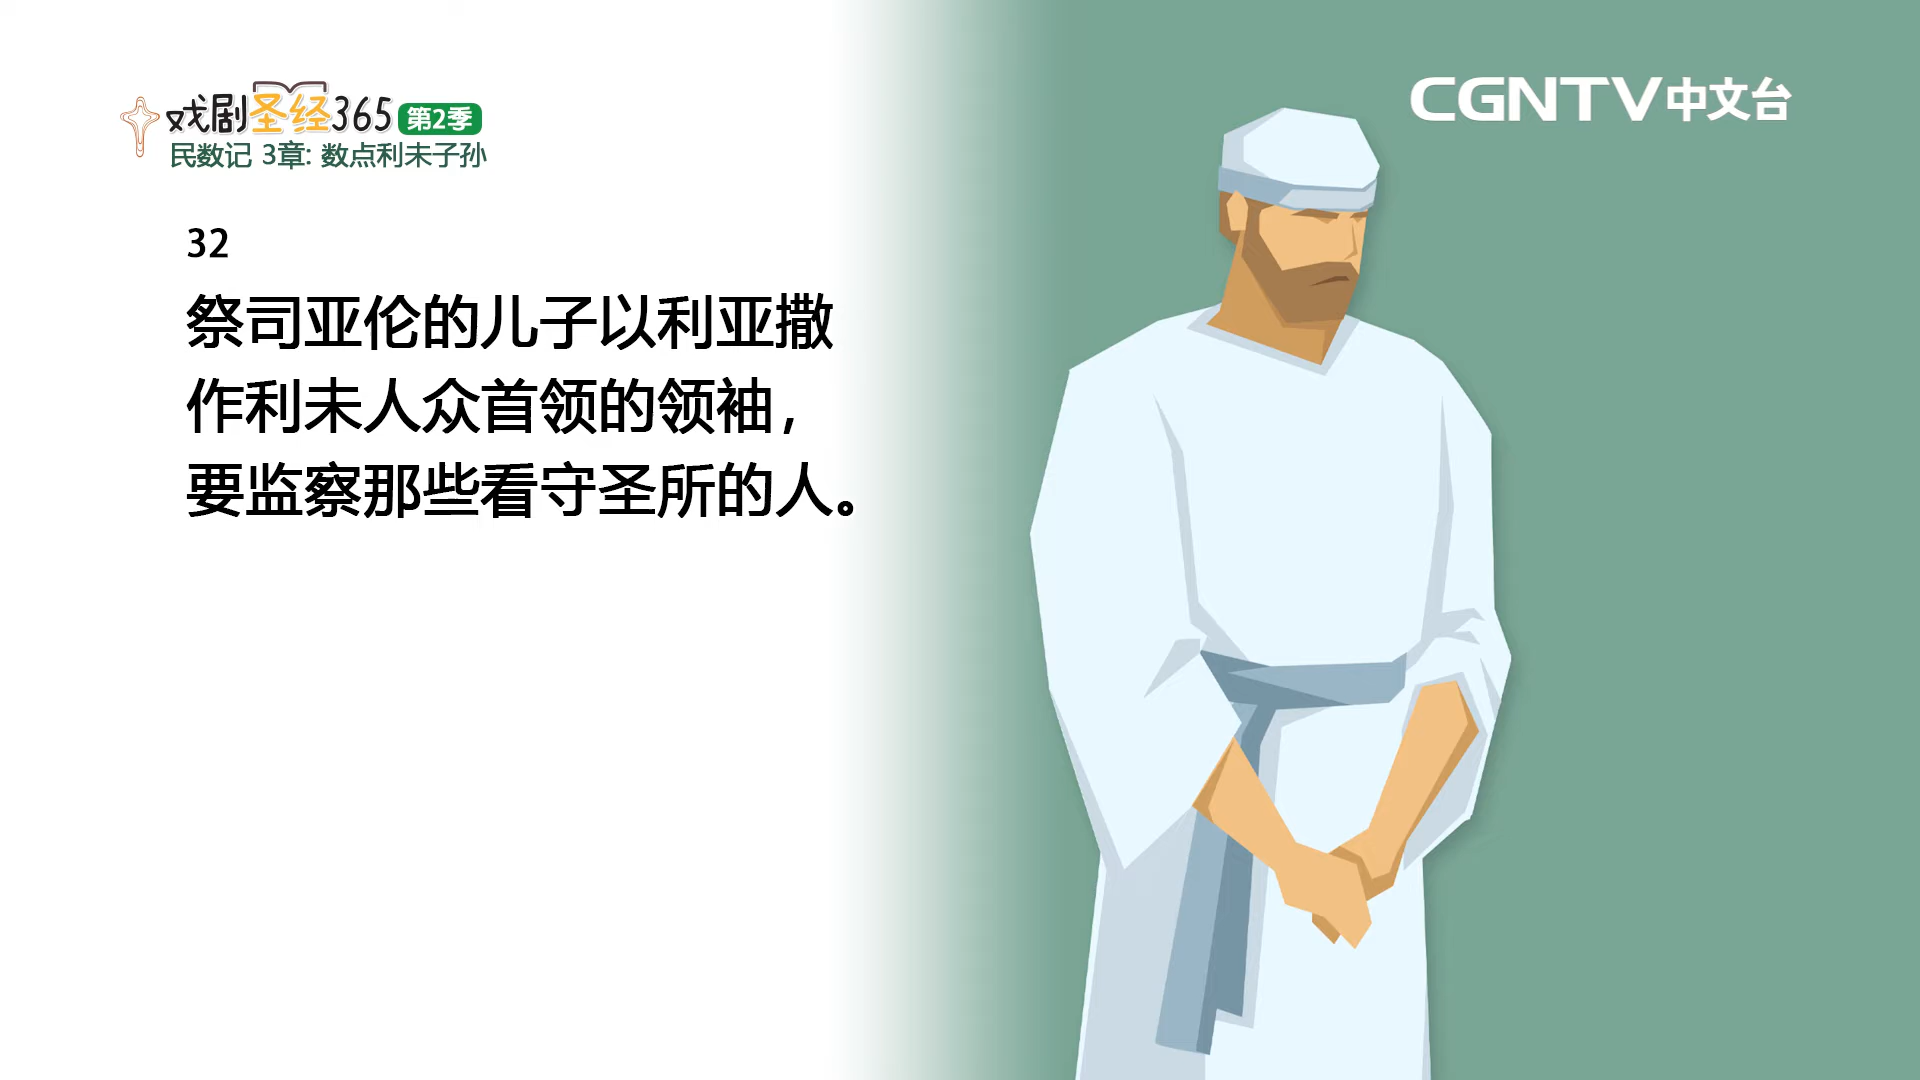 戏剧圣经365 第2季
民数记 3章: 数点利未子孙
CGNTV中文台
32
祭司亚伦的儿子以利亚撒
作利未人众首领的领袖，
要监察那些看守圣所的人。